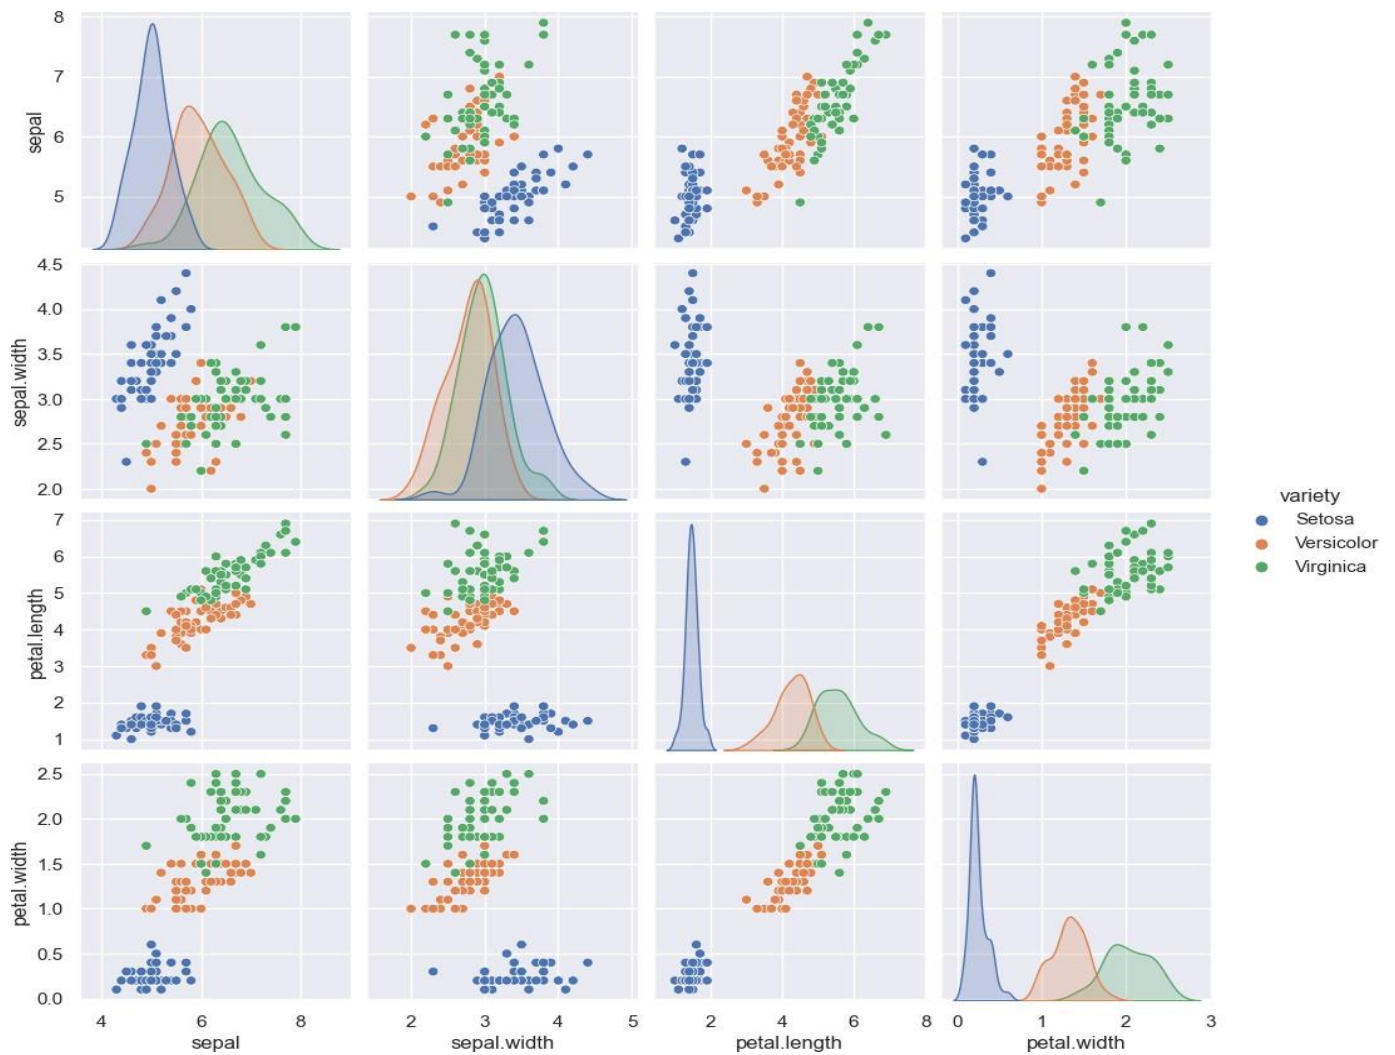 8
7
6
5
sepal
4.5
4.0
3.5
3.0
2.5
2.0
sepal.width
7
6
5
4
3
2
1
petal.length
2.5
2.0
1.5
1.0
0.5
0.0
petal.width
4 6 8
sepal
2 3 4 5
sepal.width
2 4 6 8
petal.length
0 1 2 3
petal.width
variety
Setosa
Versicolor
Virginica